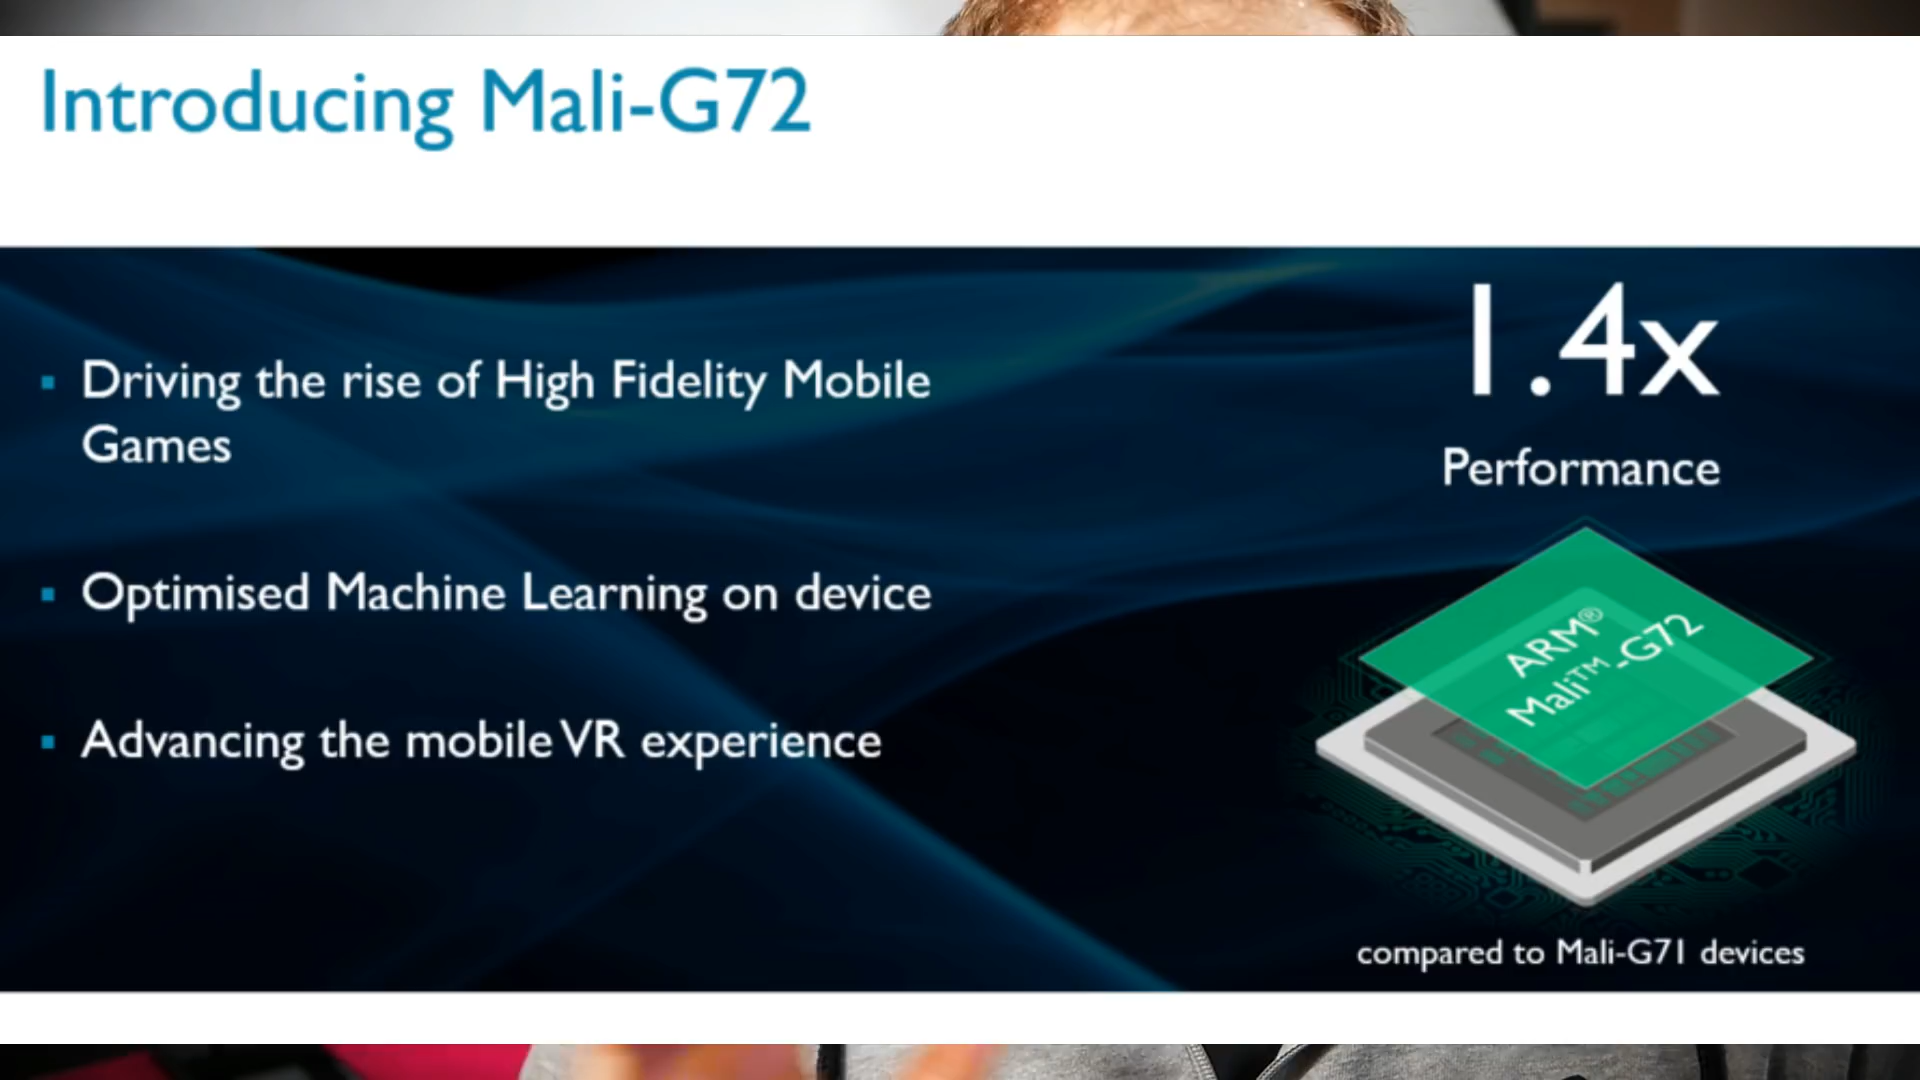 Introducing Mali-G72
1.4x
Performance
▪ Driving the rise of High Fidelity Mobile
Games
▪ Optimised Machine Learning on device
▪ Advancing the mobile VR experience
ARM®
Mali™-G72
compared to Mali-G71 devices